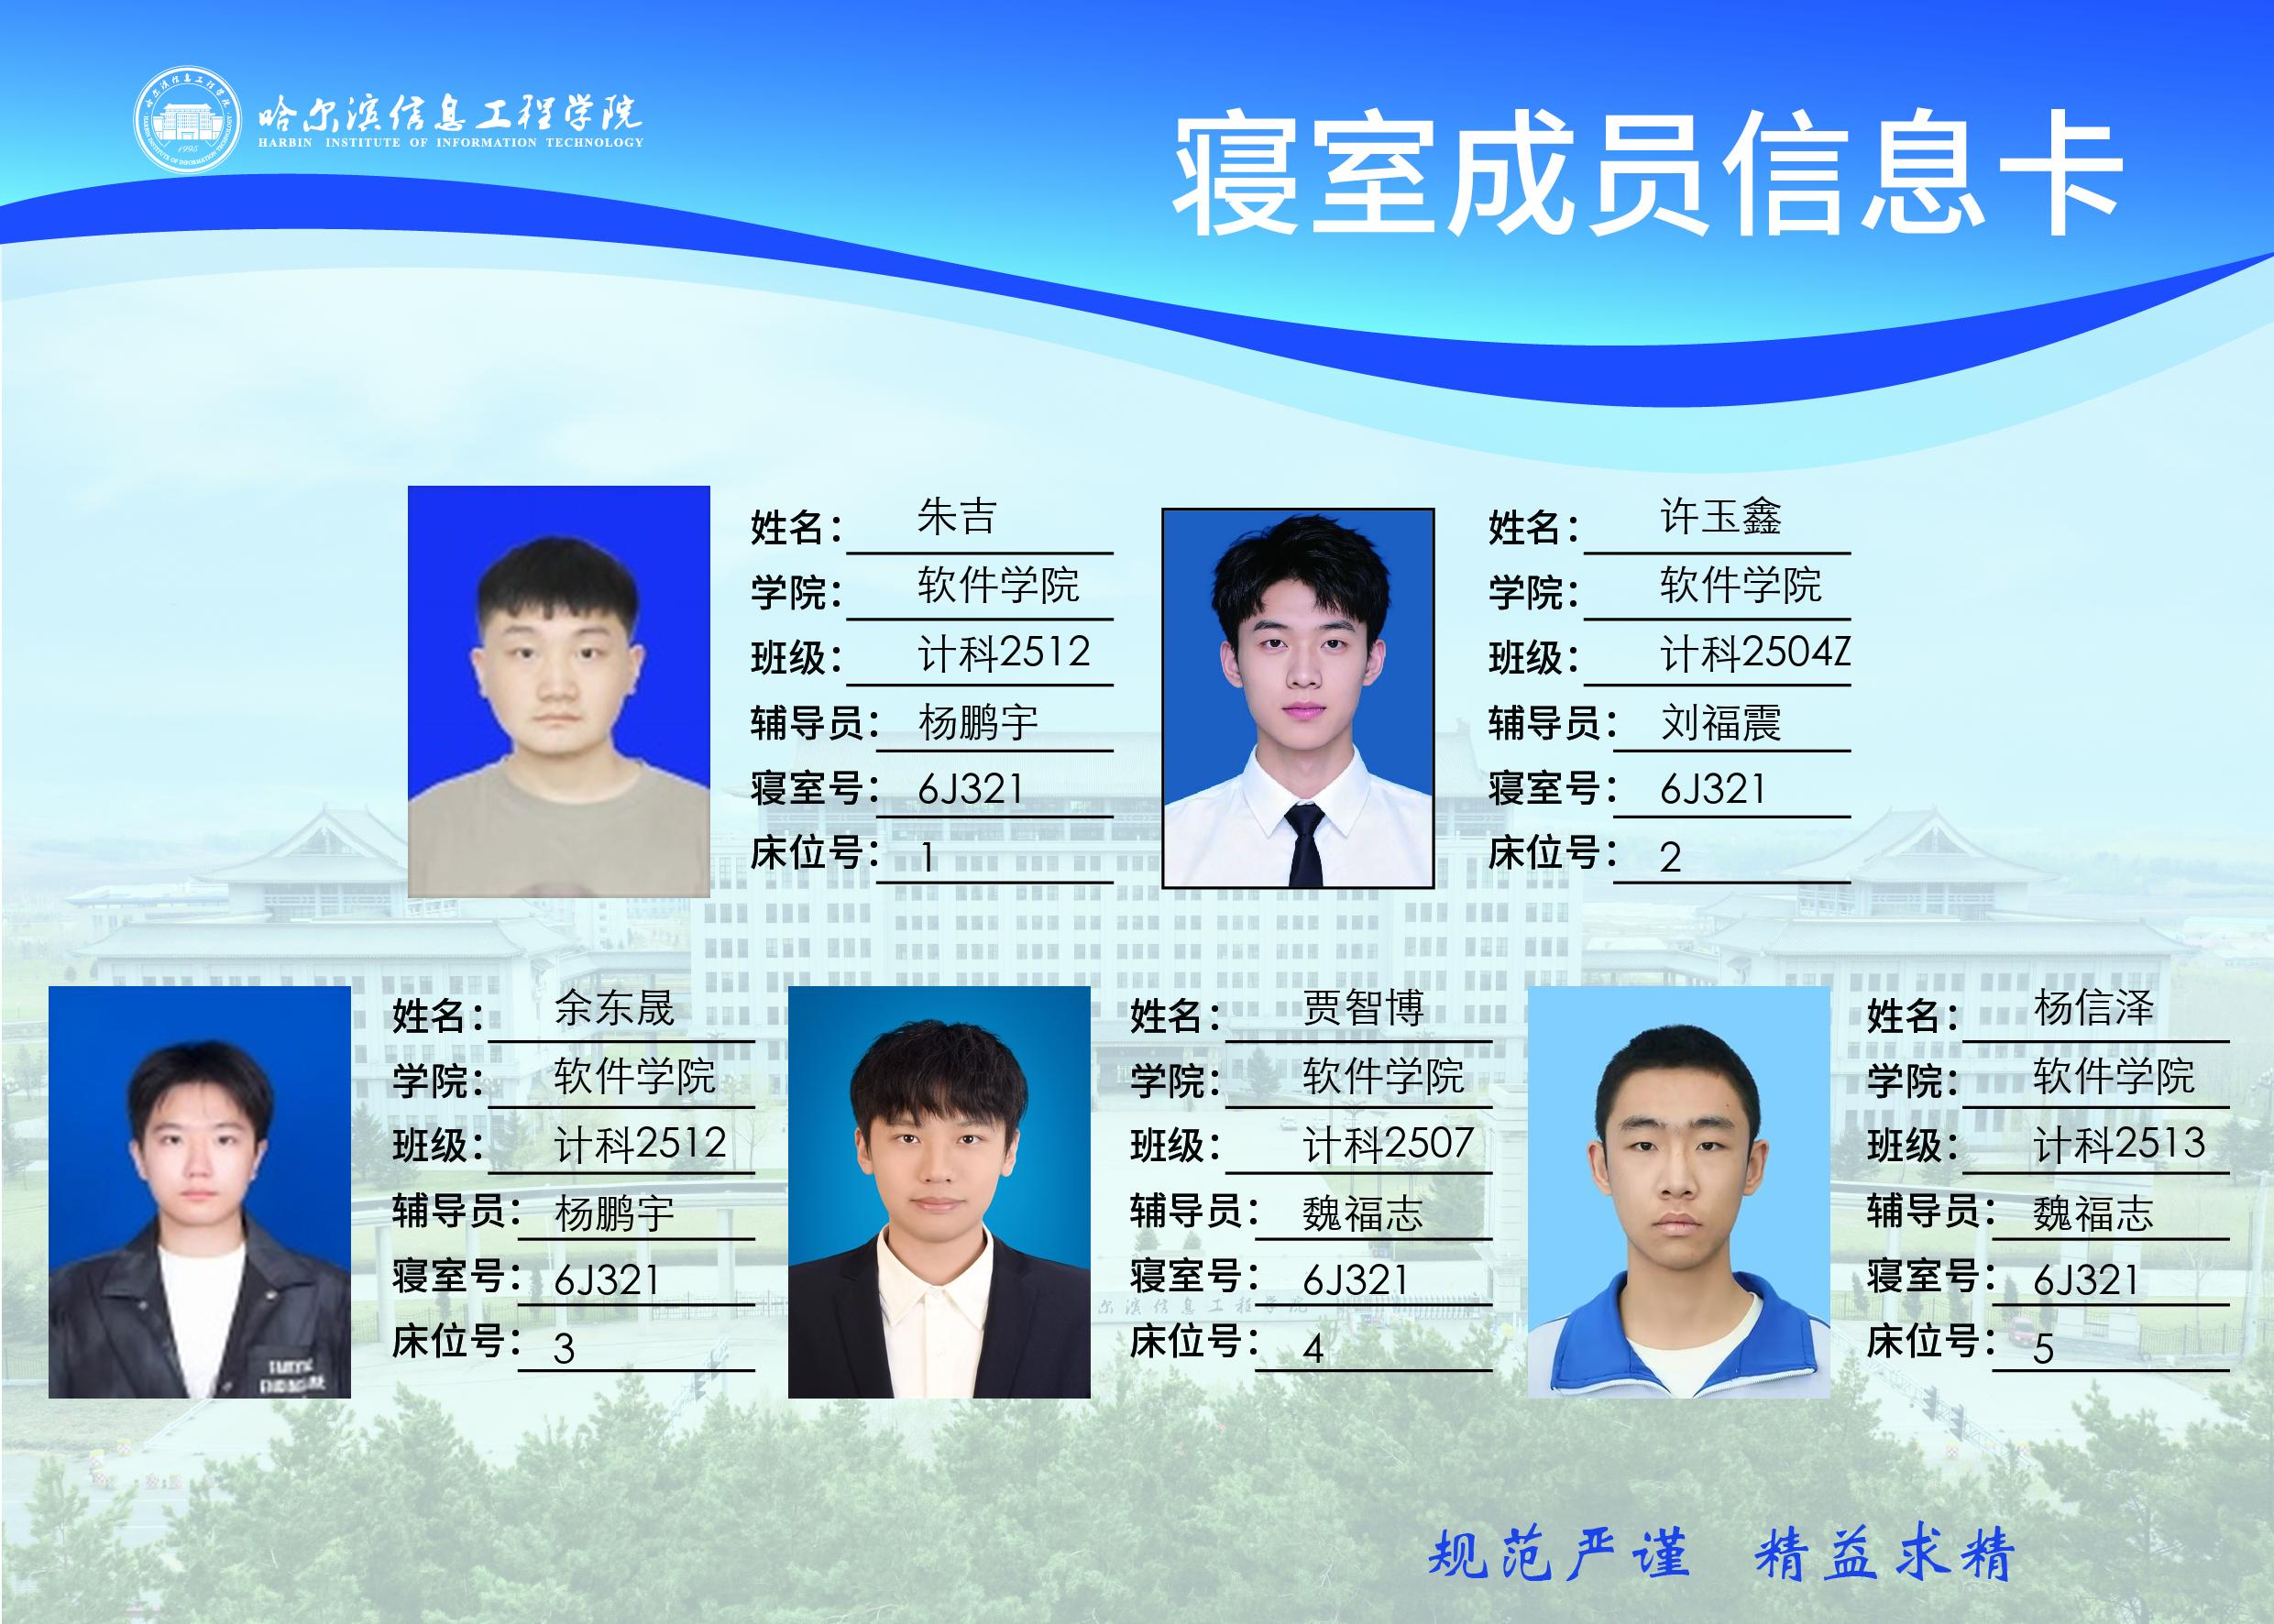 哈尔滨信息工程学院
HARBIN INSTITUTE OF INFORMATION TECHNOLOGY
1995
寝室成员信息卡
姓名：朱吉
学院：软件学院
班级：计科2512
辅导员：杨鹏宇
寝室号：6J321
床位号：1
姓名：许玉鑫
学院：软件学院
班级：计科2504Z
辅导员：刘福震
寝室号：6J321
床位号：2
姓名：余东晟
学院：软件学院
班级：计科2512
辅导员：杨鹏宇
寝室号：6J321
床位号：3
姓名：贾智博
学院：软件学院
班级：计科2507
辅导员：魏福志
寝室号：6J321
床位号：4
姓名：杨信泽
学院：软件学院
班级：计科2513
辅导员：魏福志
寝室号：6J321
床位号：5
规范严谨 精益求精